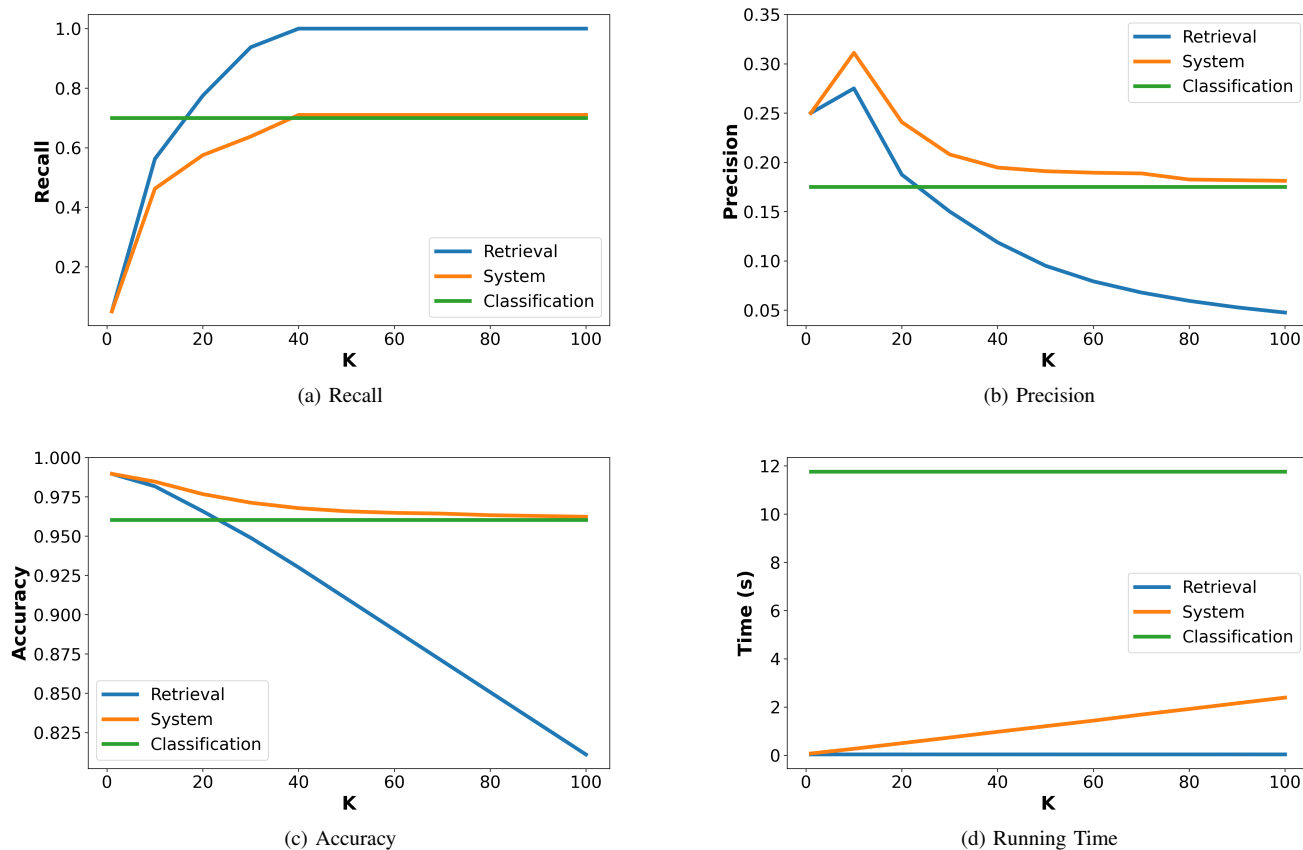 1.0
0.8
0.6
0.4
0.2
Recall
0 20 40 60 80 100
K
Retrieval
System
Classification
(a) Recall
0.35
0.30
0.25
0.20
0.15
0.10
0.05
Precision
0 20 40 60 80 100
K
Retrieval
System
Classification
(b) Precision
1.000
0.975
0.950
0.925
0.900
0.875
0.850
0.825
Accuracy
0 20 40 60 80 100
K
Retrieval
System
Classification
(c) Accuracy
12
10
8
6
4
2
0
Time (s)
0 20 40 60 80 100
K
Retrieval
System
Classification
(d) Running Time